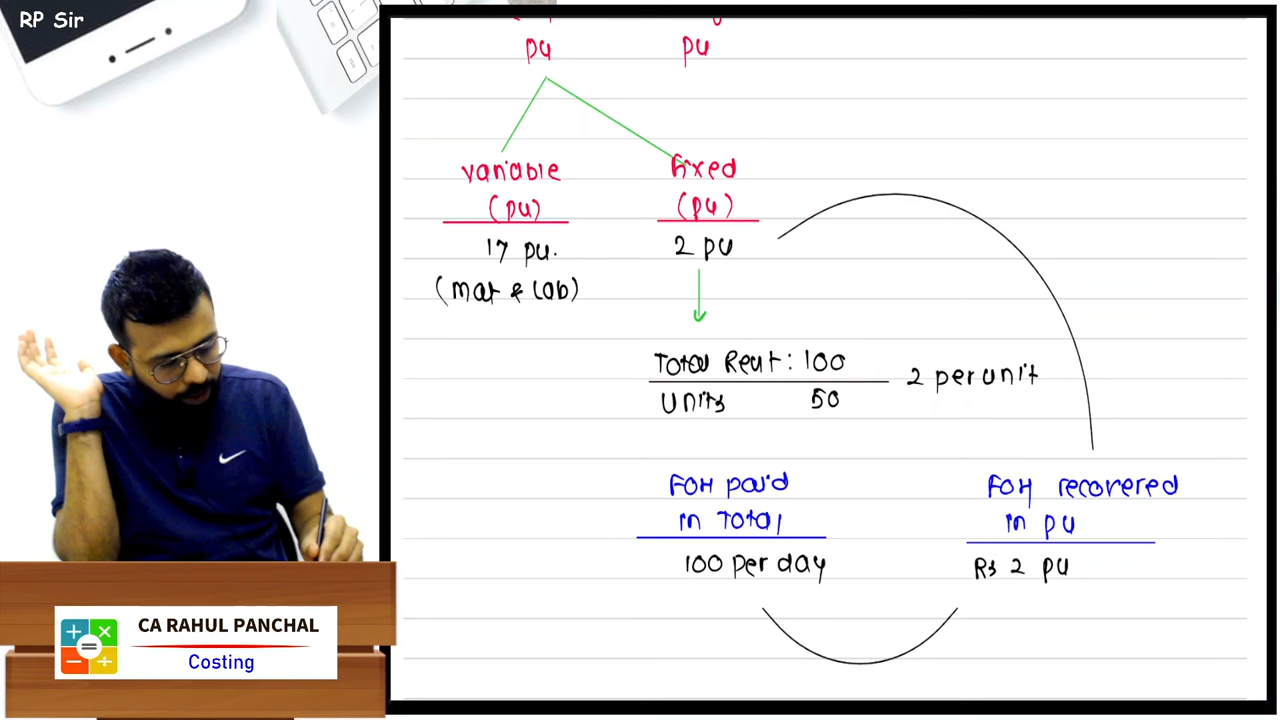 RP Sir
pu
pu
variable
fixed
(pu)
(pu)
17 pu.
2 pu
(mat & lab)
Total Rent : 100
Units 50
2 per unit
FOH paid
in Total
100 per day
FOH recovered
in pu
Rs 2 pu
CA RAHUL PANCHAL
Costing